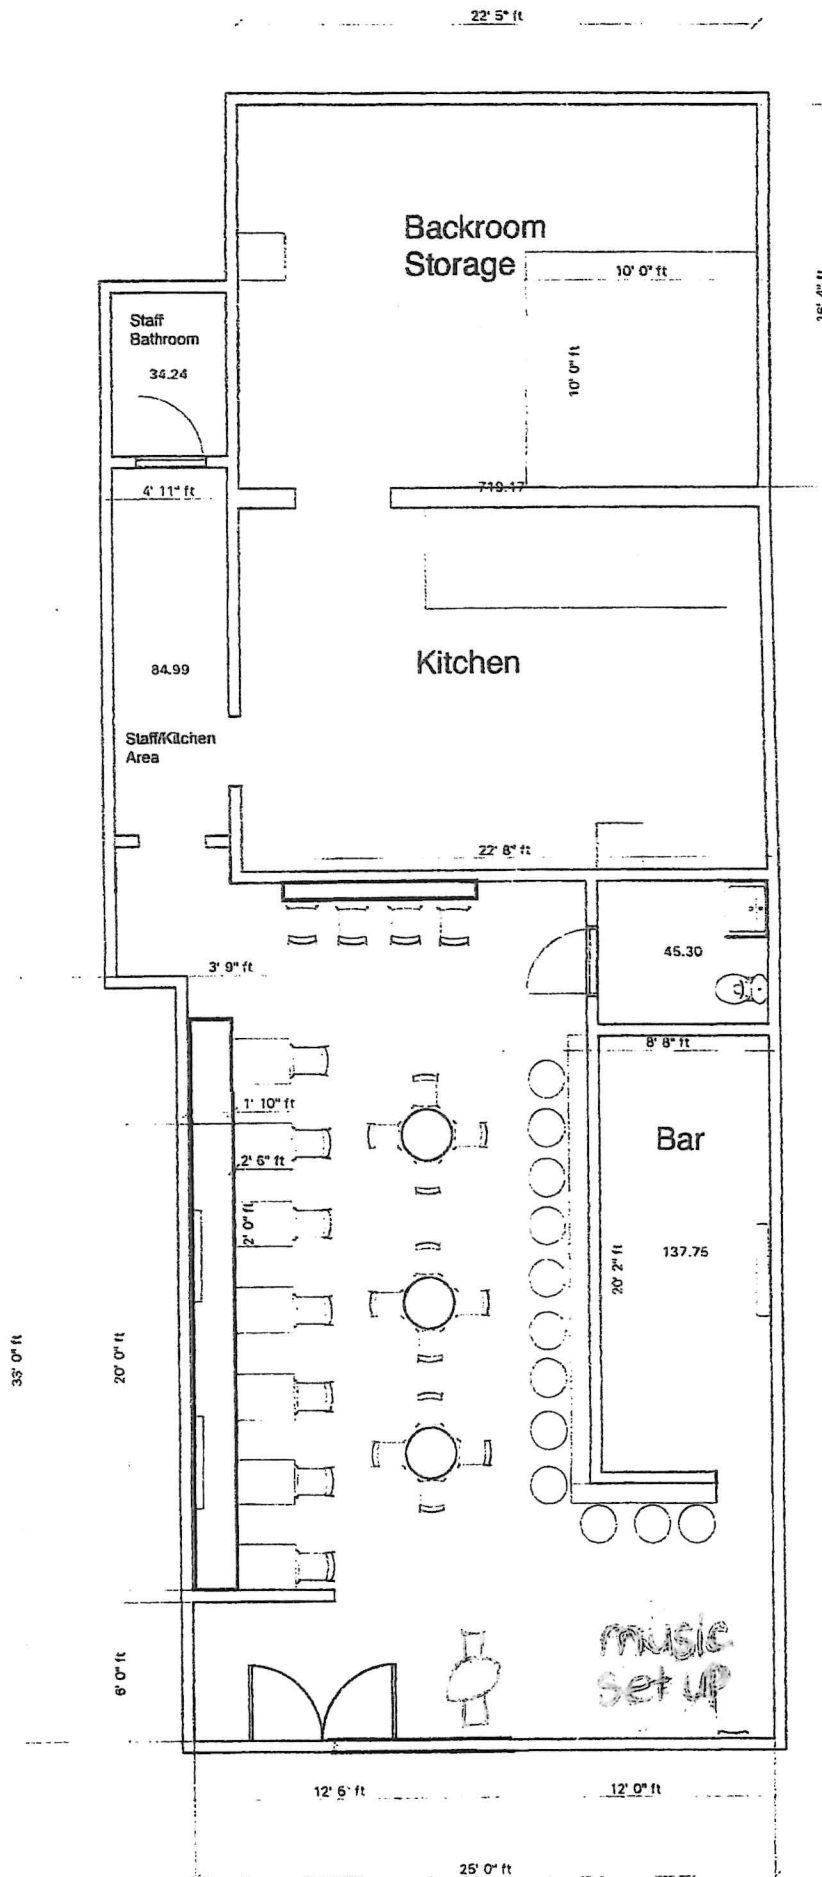 22' 5" ft
Backroom
Storage
10' 0" ft
16' 4" ft
10' 0" ft
Staff
Bathroom
34.24
4' 11" ft
719.17
84.99
Kitchen
Staff/Kitchen
Area
22' 8" ft
45.30
3' 9" ft
8' 8" ft
1' 10" ft
Bar
2' 6" ft
2' 0" ft
137.75
20' 2" ft
33' 0" ft
20' 0" ft
music
set up
6' 0" ft
12' 6" ft
12' 0" ft
25' 0" ft